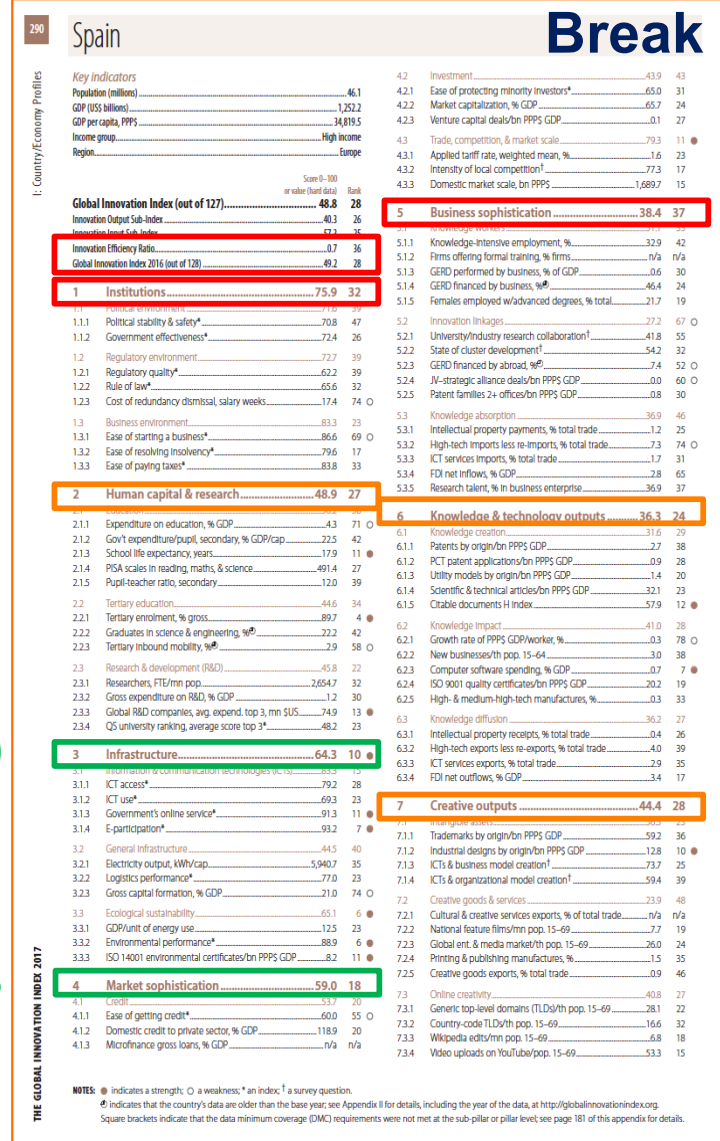 290
Spain
Break
I: Country/Economy Profiles
Key indicators
Population (millions)....46.1
GDP (US$ billions)....1,252.2
GDP per capita, PPP$....34,819.5
Income group....High income
Region....Europe
Score 0–100
or value (hard data) Rank
Global Innovation Index (out of 127).... 48.8 28
Innovation Output Sub-Index....40.3 26
Innovation Input Sub-Index....57.3 25
Innovation Efficiency Ratio....0.7 36
Global Innovation Index 2016 (out of 128)....49.2 28
1 Institutions....75.9 32
1.1 Political environment....71.6 39
1.1.1 Political stability & safety*....70.8 47
1.1.2 Government effectiveness*....72.4 26
1.2 Regulatory environment....72.7 39
1.2.1 Regulatory quality*....62.2 39
1.2.2 Rule of law*....65.6 32
1.2.3 Cost of redundancy dismissal, salary weeks....17.4 74 ○
1.3 Business environment....83.3 23
1.3.1 Ease of starting a business*....86.6 69 ○
1.3.2 Ease of resolving insolvency*....79.6 17
1.3.3 Ease of paying taxes*....83.8 33
2 Human capital & research....48.9 27
2.1 Education....
2.1.1 Expenditure on education, % GDP....4.3 71 ○
2.1.2 Gov't expenditure/pupil, secondary, % GDP/cap....22.5 42
2.1.3 School life expectancy, years....17.9 11 ●
2.1.4 PISA scales in reading, maths, & science....491.4 27
2.1.5 Pupil-teacher ratio, secondary....12.0 39
2.2 Tertiary education....44.6 34
2.2.1 Tertiary enrolment, % gross....89.7 4 ●
2.2.2 Graduates in science & engineering, %....22.2 42
2.2.3 Tertiary inbound mobility, %....2.9 58 ○
2.3 Research & development (R&D)....45.8 22
2.3.1 Researchers, FTE/mn pop.....2,654.7 32
2.3.2 Gross expenditure on R&D, % GDP....1.2 30
2.3.3 Global R&D companies, avg. expend. top 3, mn $US....74.9 13 ●
2.3.4 QS university ranking, average score top 3*....48.2 23
3 Infrastructure....64.3 10 ●
3.1 Information & communication technologies (ICTs)....83.3 15
3.1.1 ICT access*....79.2 28
3.1.2 ICT use*....69.3 23
3.1.3 Government's online service*....91.3 11 ●
3.1.4 E-participation*....93.2 7 ●
3.2 General infrastructure....44.5 40
3.2.1 Electricity output, kWh/cap....5,940.7 35
3.2.2 Logistics performance*....77.0 23
3.2.3 Gross capital formation, % GDP....21.0 74 ○
3.3 Ecological sustainability....65.1 6 ●
3.3.1 GDP/unit of energy use....12.5 23
3.3.2 Environmental performance*....88.9 6 ●
3.3.3 ISO 14001 environmental certificates/bn PPP$ GDP....8.2 11 ●
4 Market sophistication....59.0 18
4.1 Credit....53.7 20
4.1.1 Ease of getting credit*....60.0 55 ○
4.1.2 Domestic credit to private sector, % GDP....118.9 20
4.1.3 Microfinance gross loans, % GDP....n/a n/a
4.2 Investment....43.9 43
4.2.1 Ease of protecting minority investors*....65.0 31
4.2.2 Market capitalization, % GDP....65.7 24
4.2.3 Venture capital deals/bn PPP$ GDP....0.1 27
4.3 Trade, competition, & market scale....79.3 11 ●
4.3.1 Applied tariff rate, weighted mean, %....1.6 23
4.3.2 Intensity of local competition†....77.3 17
4.3.3 Domestic market scale, bn PPP$....1,689.7 15
5 Business sophistication....38.4 37
5.1 Knowledge workers....
5.1.1 Knowledge-intensive employment, %....32.9 42
5.1.2 Firms offering formal training, % firms....n/a n/a
5.1.3 GERD performed by business, % of GDP....0.6 30
5.1.4 GERD financed by business, %....46.4 24
5.1.5 Females employed w/advanced degrees, % total....21.7 19
5.2 Innovation linkages....27.2 67 ○
5.2.1 University/industry research collaboration†....41.8 55
5.2.2 State of cluster development†....54.2 32
5.2.3 GERD financed by abroad, %....7.4 52 ○
5.2.4 JV–strategic alliance deals/bn PPP$ GDP....0.0 60 ○
5.2.5 Patent families 2+ offices/bn PPP$ GDP....0.8 30
5.3 Knowledge absorption....36.9 46
5.3.1 Intellectual property payments, % total trade....1.2 25
5.3.2 High-tech imports less re-imports, % total trade....7.3 74 ○
5.3.3 ICT services imports, % total trade....1.7 31
5.3.4 FDI net inflows, % GDP....2.8 65
5.3.5 Research talent, % in business enterprise....36.9 37
6 Knowledge & technology outputs....36.3 24
6.1 Knowledge creation....31.6 29
6.1.1 Patents by origin/bn PPP$ GDP....2.7 38
6.1.2 PCT patent applications/bn PPP$ GDP....0.9 28
6.1.3 Utility models by origin/bn PPP$ GDP....1.4 20
6.1.4 Scientific & technical articles/bn PPP$ GDP....32.1 23
6.1.5 Citable documents H index....57.9 12 ●
6.2 Knowledge impact....41.0 28
6.2.1 Growth rate of PPP$ GDP/worker, %....0.3 78 ○
6.2.2 New businesses/th pop. 15–64....3.0 38
6.2.3 Computer software spending, % GDP....0.7 7 ●
6.2.4 ISO 9001 quality certificates/bn PPP$ GDP....20.2 19
6.2.5 High- & medium-high-tech manufactures, %....0.3 33
6.3 Knowledge diffusion....36.2 27
6.3.1 Intellectual property receipts, % total trade....0.4 26
6.3.2 High-tech exports less re-exports, % total trade....4.0 39
6.3.3 ICT services exports, % total trade....2.9 35
6.3.4 FDI net outflows, % GDP....3.4 17
7 Creative outputs....44.4 28
7.1 Intangible assets....
7.1.1 Trademarks by origin/bn PPP$ GDP....59.2 36
7.1.2 Industrial designs by origin/bn PPP$ GDP....12.8 10 ●
7.1.3 ICTs & business model creation†....73.7 25
7.1.4 ICTs & organizational model creation†....59.4 39
7.2 Creative goods & services....23.9 48
7.2.1 Cultural & creative services exports, % of total trade....n/a n/a
7.2.2 National feature films/mn pop. 15–69....7.7 19
7.2.3 Global ent. & media market/th pop. 15–69....26.0 24
7.2.4 Printing & publishing manufactures, %....1.5 35
7.2.5 Creative goods exports, % total trade....0.9 46
7.3 Online creativity....40.8 27
7.3.1 Generic top-level domains (TLDs)/th pop. 15–69....28.1 22
7.3.2 Country-code TLDs/th pop. 15–69....16.6 32
7.3.3 Wikipedia edits/mn pop. 15–69....6.8 18
7.3.4 Video uploads on YouTube/pop. 15–69....53.3 15
THE GLOBAL INNOVATION INDEX 2017
NOTES: ● indicates a strength; ○ a weakness; * an index; † a survey question.
indicates that the country's data are older than the base year; see Appendix II for details, including the year of the data, at http://globalinnovationindex.org.
Square brackets indicate that the data minimum coverage (DMC) requirements were not met at the sub-pillar or pillar level; see page 181 of this appendix for details.